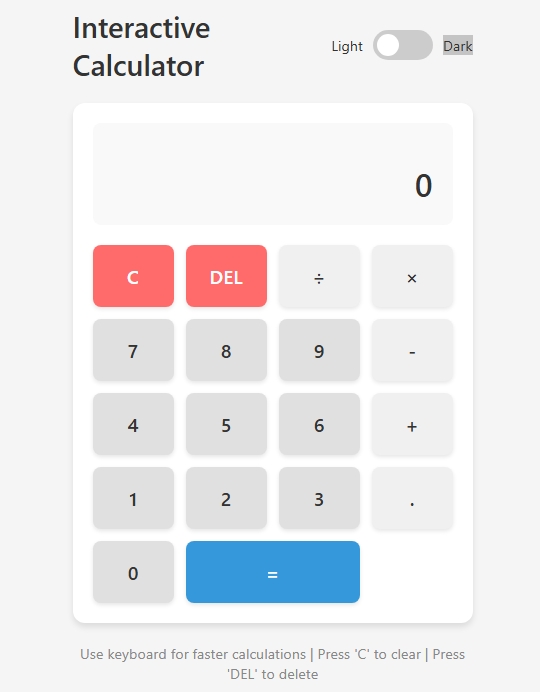 Interactive
Calculator
Light Dark
0
C DEL ÷ ×
7 8 9 -
4 5 6 +
1 2 3 .
0 =
Use keyboard for faster calculations | Press 'C' to clear | Press
'DEL' to delete